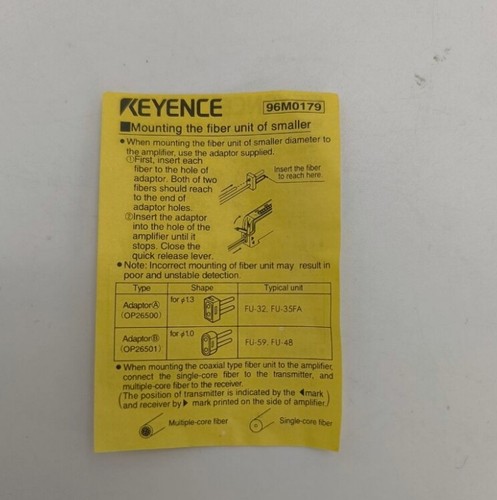 KEYENCE
96M0179
■Mounting the fiber unit of smaller
●When mounting the fiber unit of smaller diameter to
the amplifier, use the adaptor supplied.
①First, insert each
fiber to the hole of
adaptor. Both of two
fibers should reach
to the end of
adaptor holes.
Insert the fiber
to reach here.
②Insert the adaptor
into the hole of the
amplifier until it
stops. Close the
quick release lever.
●Note: Incorrect mounting of fiber unit may result in
poor and unstable detection.
Type Shape Typical unit
Adaptor Ⓐ
(OP26500)
for φ1.3
FU-32, FU-35FA
Adaptor Ⓑ
(OP26501)
for φ1.0
FU-59, FU-48
●When mounting the coaxial type fiber unit to the amplifier,
connect the single-core fiber to the transmitter, and
multiple-core fiber to the receiver.
(The position of transmitter is indicated by the ◀mark
and receiver by ▶ mark printed on the side of amplifier.)
Multiple-core fiber
Single-core fiber